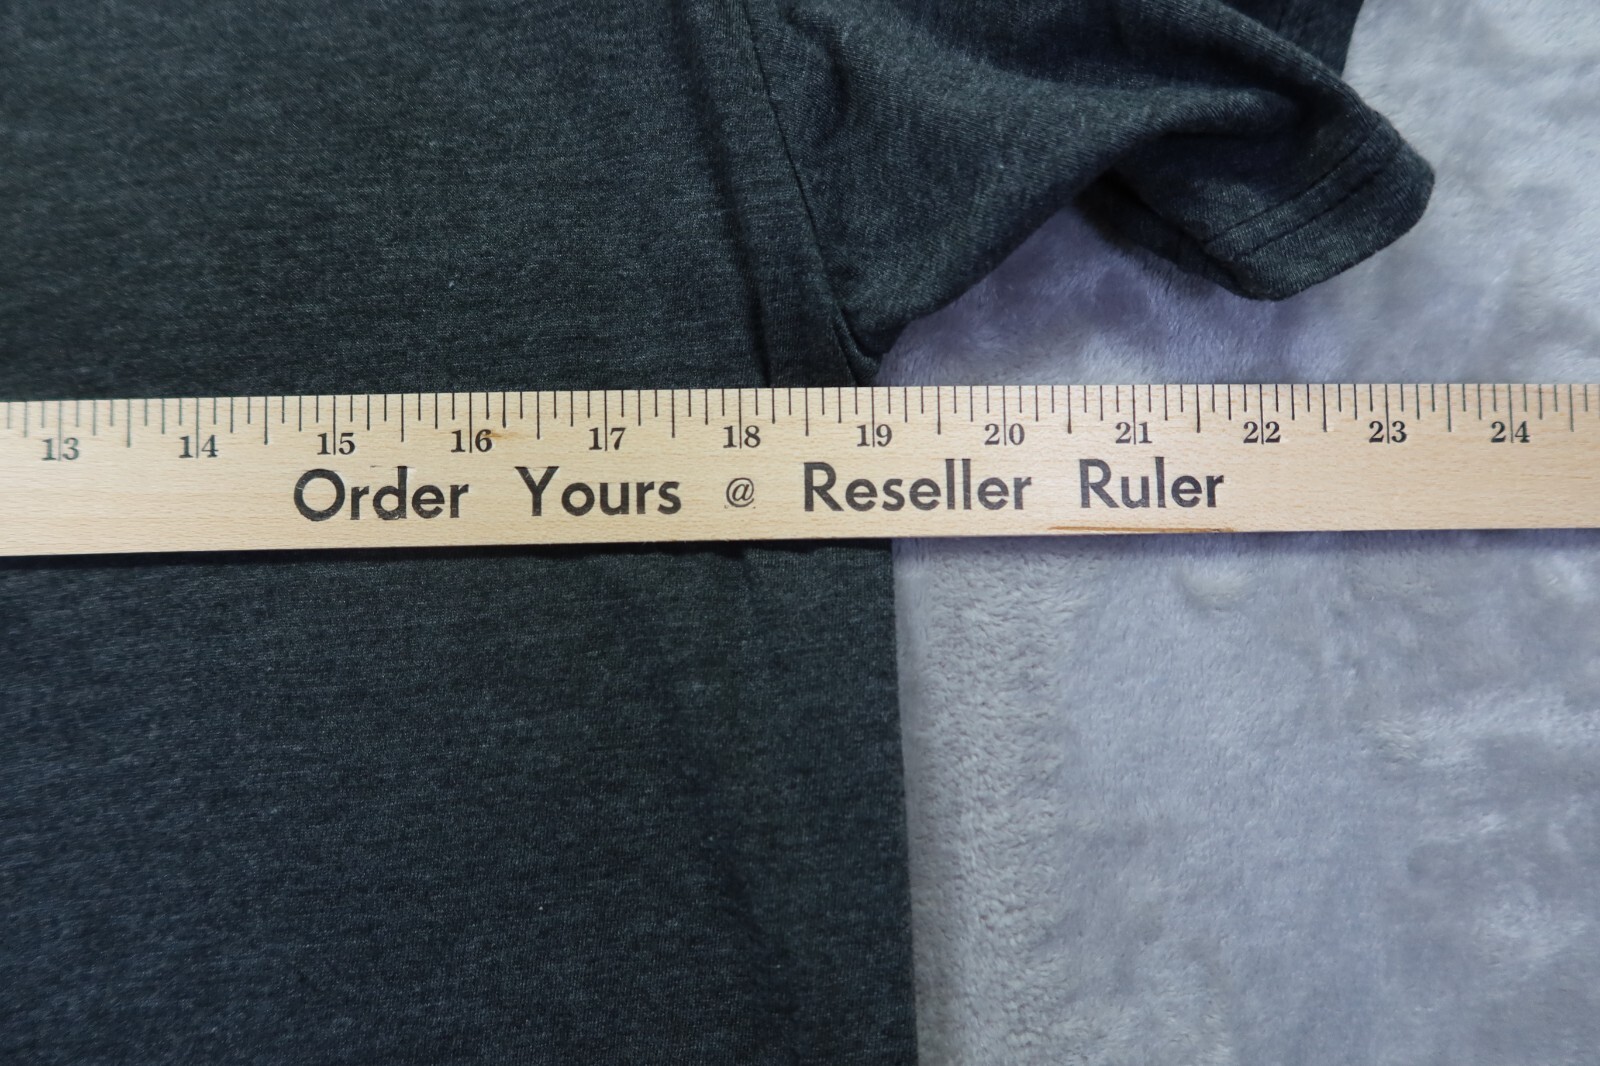 13 14 15 16 17 18 19 20 21 22 23 24
Order Yours @ Reseller Ruler